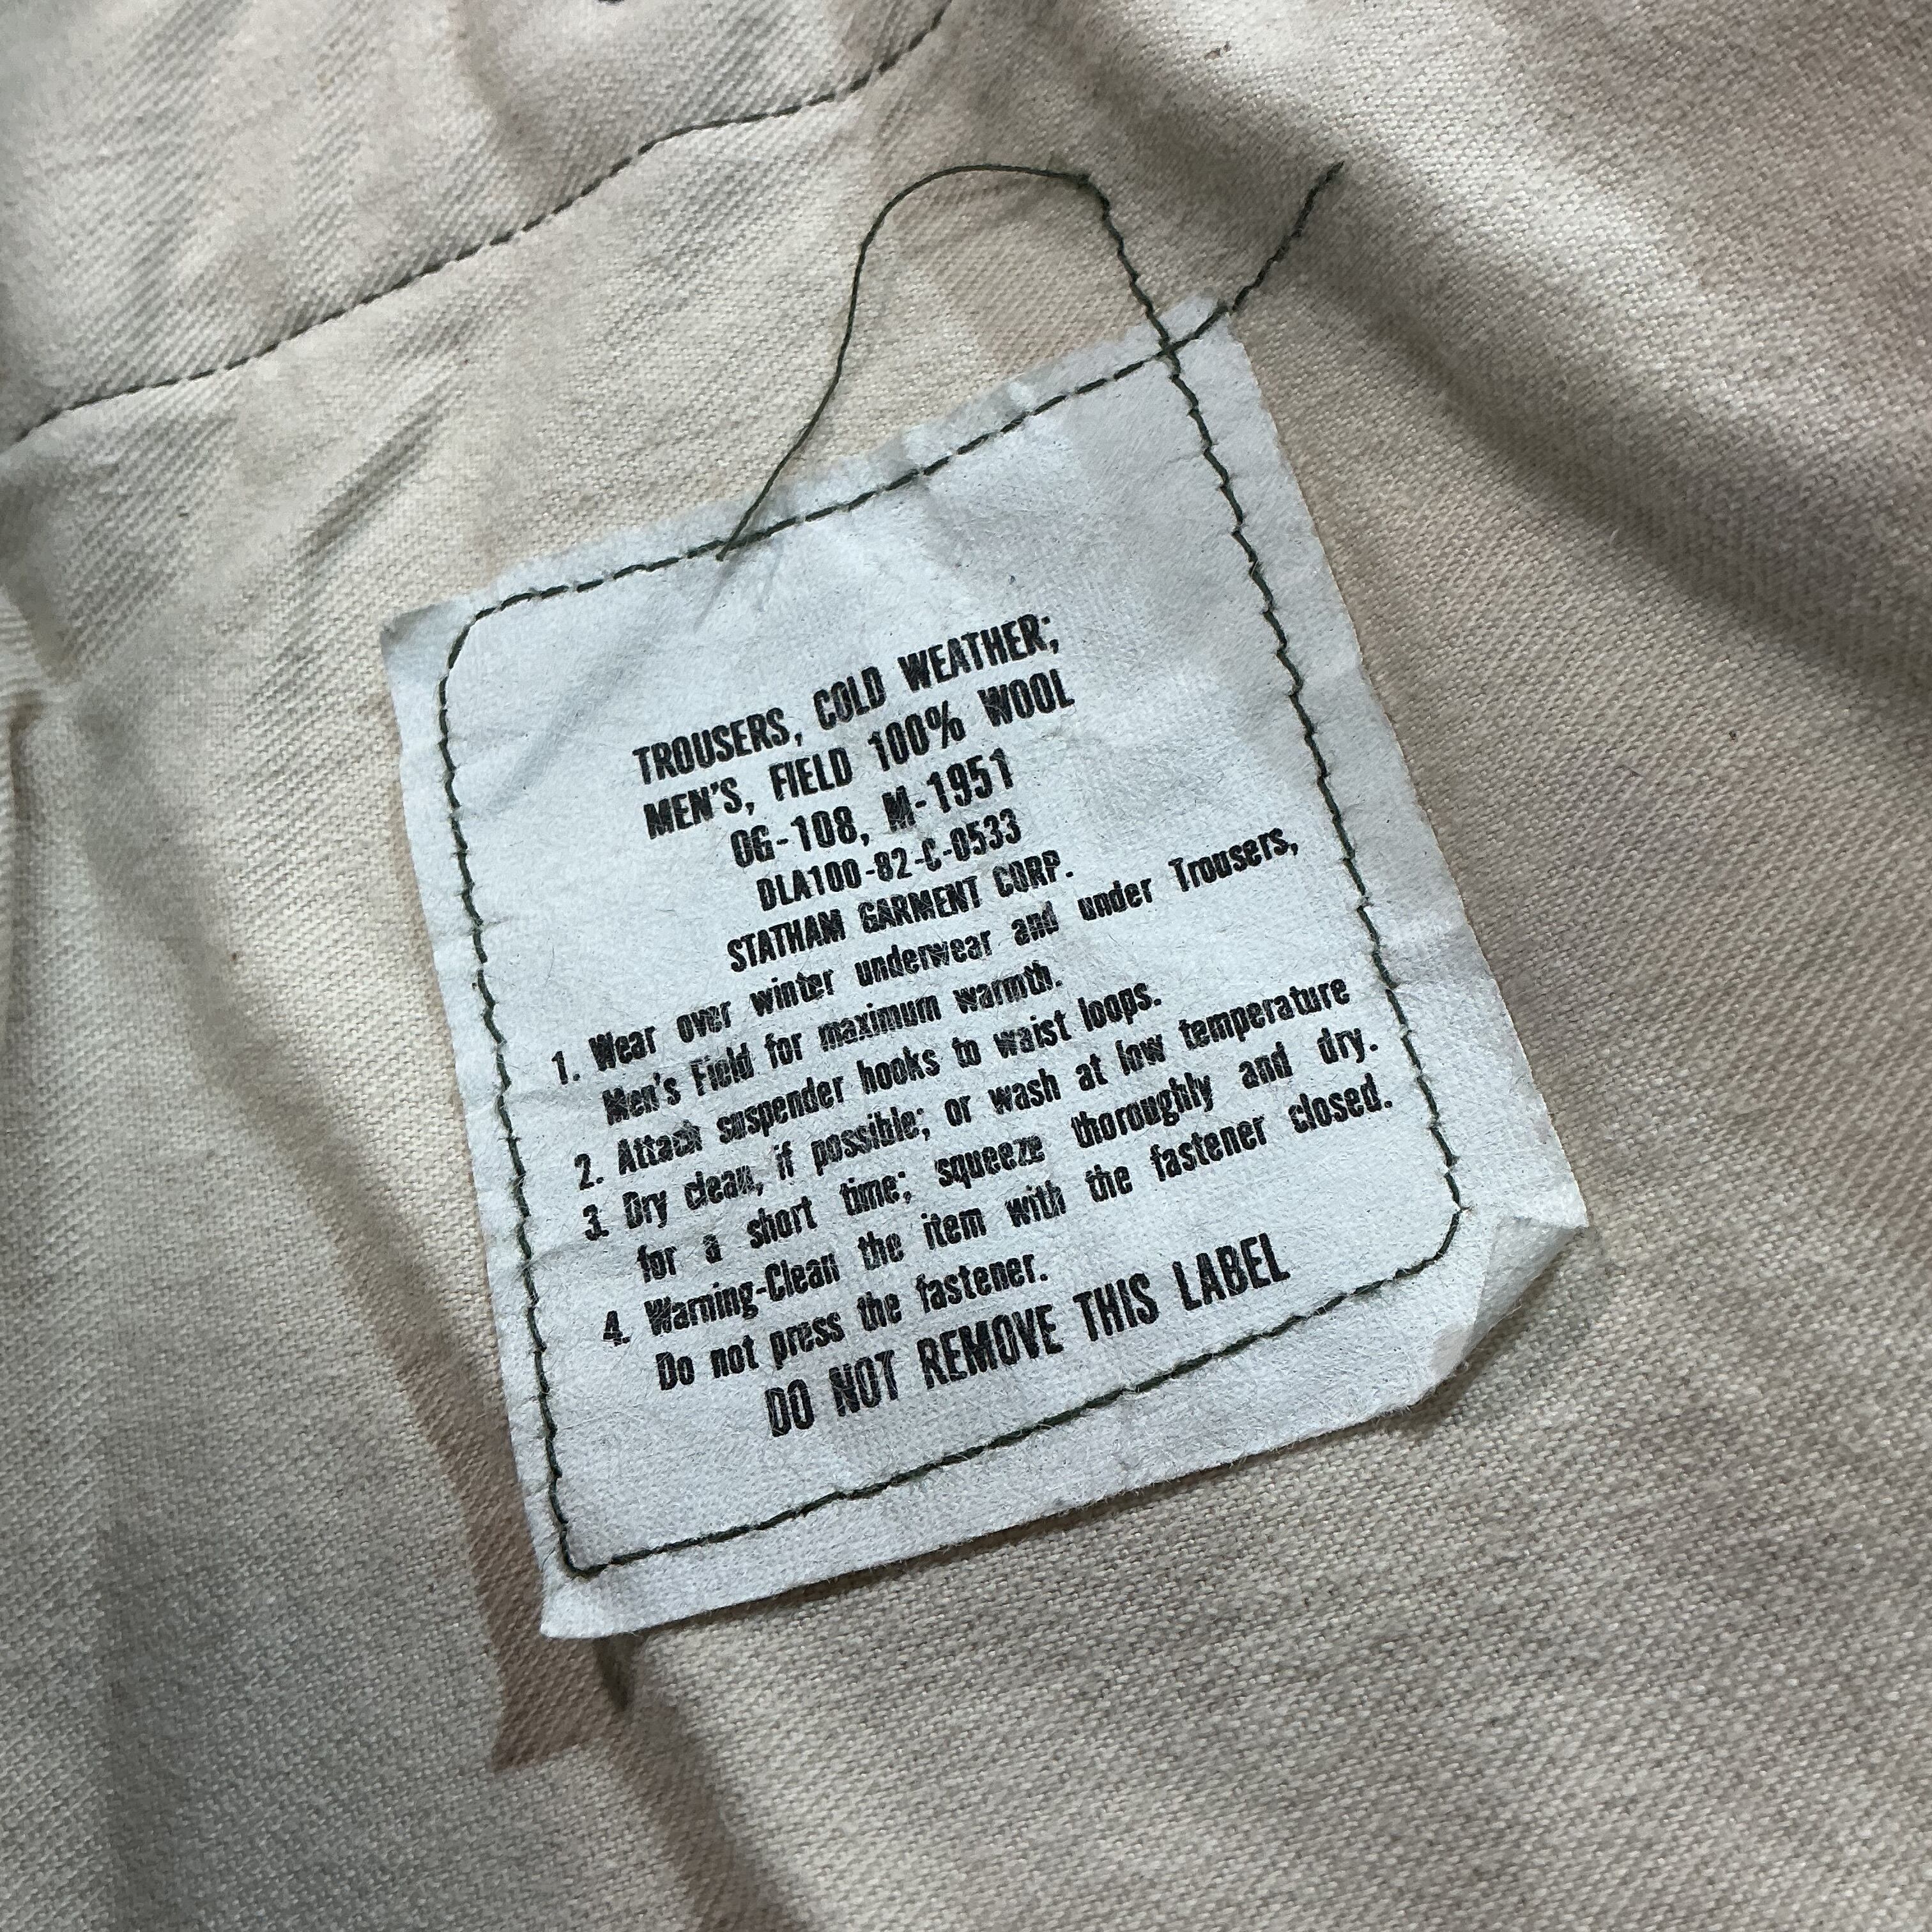 TROUSERS, COLD WEATHER;
MEN'S, FIELD 100% WOOL
OG-108, M-1951
DLA100-82-C-0533
STATHAM GARMENT CORP.
1. Wear over winter underwear and under Trousers,
Men's Field for maximum warmth.
2. Attach suspender hooks to waist loops.
3. Dry clean, if possible; or wash at low temperature
for a short time; squeeze thoroughly and dry.
4. Warning-Clean the item with the fastener closed.
Do not press the fastener.
DO NOT REMOVE THIS LABEL